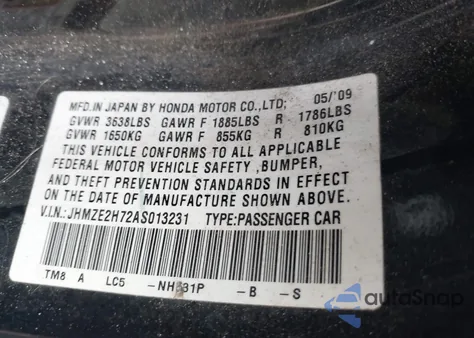 MFD.IN JAPAN BY HONDA MOTOR CO.,LTD; 05/'09
GVWR 3638LBS GAWR F 1885LBS R 1786LBS
GVWR 1650KG GAWR F 855KG R 810KG
THIS VEHICLE CONFORMS TO ALL APPLICABLE
FEDERAL MOTOR VEHICLE SAFETY ,BUMPER,
AND THEFT PREVENTION STANDARDS IN EFFECT
ON THE DATE OF MANUFACTURE SHOWN ABOVE.
V.I.N.:JHMZE2H72AS013231 TYPE:PASSENGER CAR
TM8 A LC5 -NH631P -B -S
autoSnap